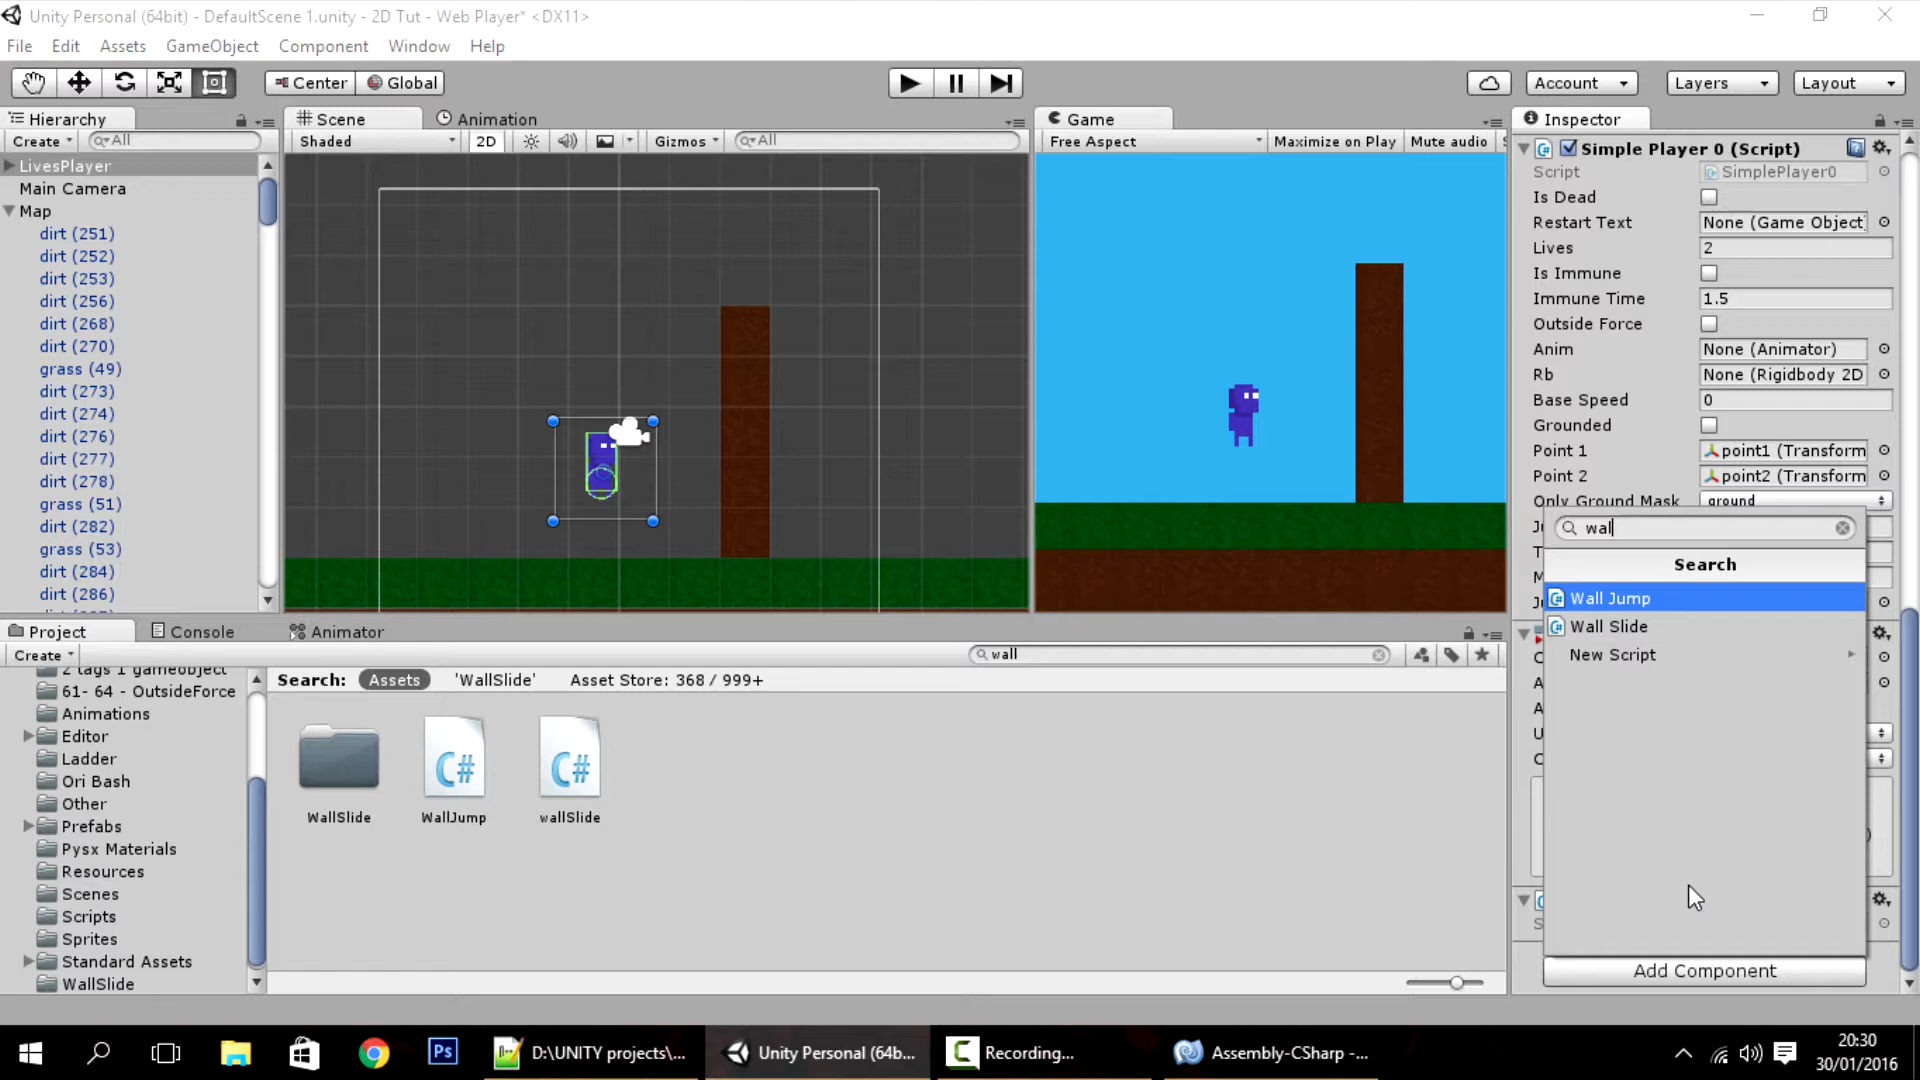 Unity Personal (64bit) - DefaultScene 1.unity - 2D Tut - Web Player* <DX11>
File Edit Assets GameObject Component Window Help
Center Global Account Layers Layout
Hierarchy
Create All
LivesPlayer
Main Camera
Map
dirt (251)
dirt (252)
dirt (253)
dirt (256)
dirt (268)
dirt (270)
grass (49)
dirt (273)
dirt (274)
dirt (276)
dirt (277)
dirt (278)
grass (51)
dirt (282)
grass (53)
dirt (284)
dirt (286)
Scene Animation
Shaded 2D Gizmos All
Game
Free Aspect Maximize on Play Mute audio S
Inspector
Simple Player 0 (Script)
Script SimplePlayer0
Is Dead
Restart Text None (Game Object)
Lives 2
Is Immune
Immune Time 1.5
Outside Force
Anim None (Animator)
Rb None (Rigidbody 2D
Base Speed 0
Grounded
Point 1 point1 (Transform
Point 2 point2 (Transform
Only Ground Mask ground
wal
Search
Wall Jump
Wall Slide
New Script
Add Component
Project Console Animator
Create wall
2 tags 1 gameobject
61- 64 - OutsideForce
Animations
Editor
Ladder
Ori Bash
Other
Prefabs
Pysx Materials
Resources
Scenes
Scripts
Sprites
Standard Assets
WallSlide
Search: Assets 'WallSlide' Asset Store: 368 / 999+
C# C#
WallSlide WallJump wallSlide
Ps D:\UNITY projects\... Unity Personal (64b... Recording... Assembly-CSharp -...
20:30
30/01/2016